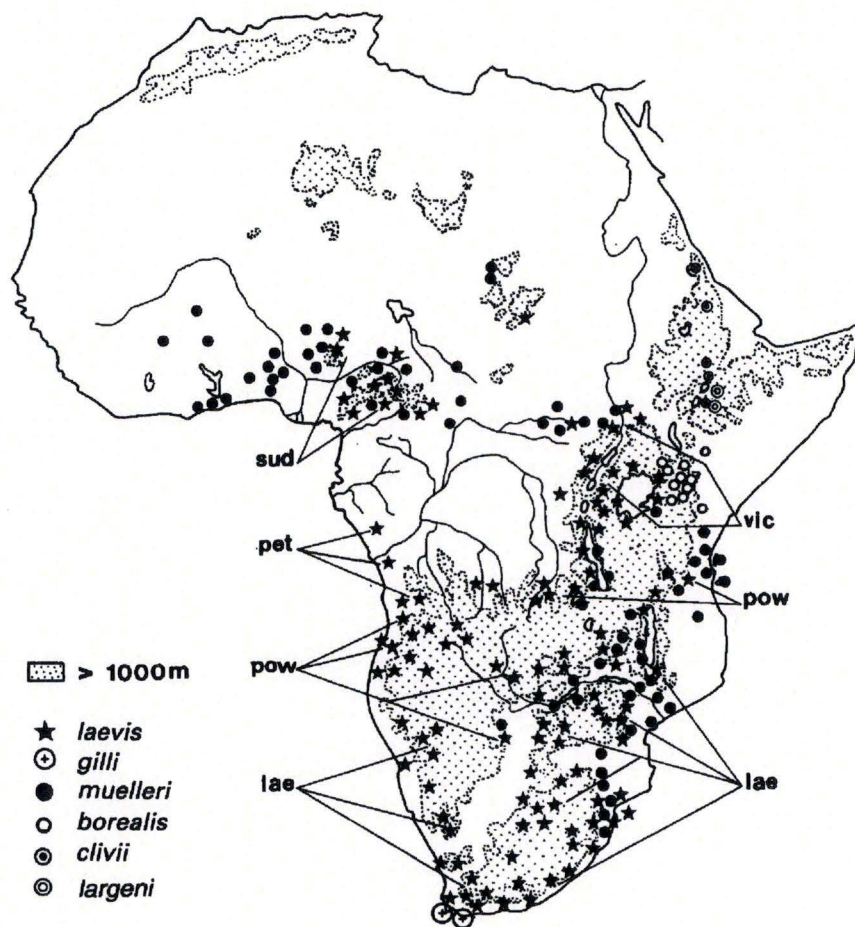 sud
vic
pet
pow
pow
lae
lae
> 1000m
laevis
gilli
muelleri
borealis
clivii
largeni